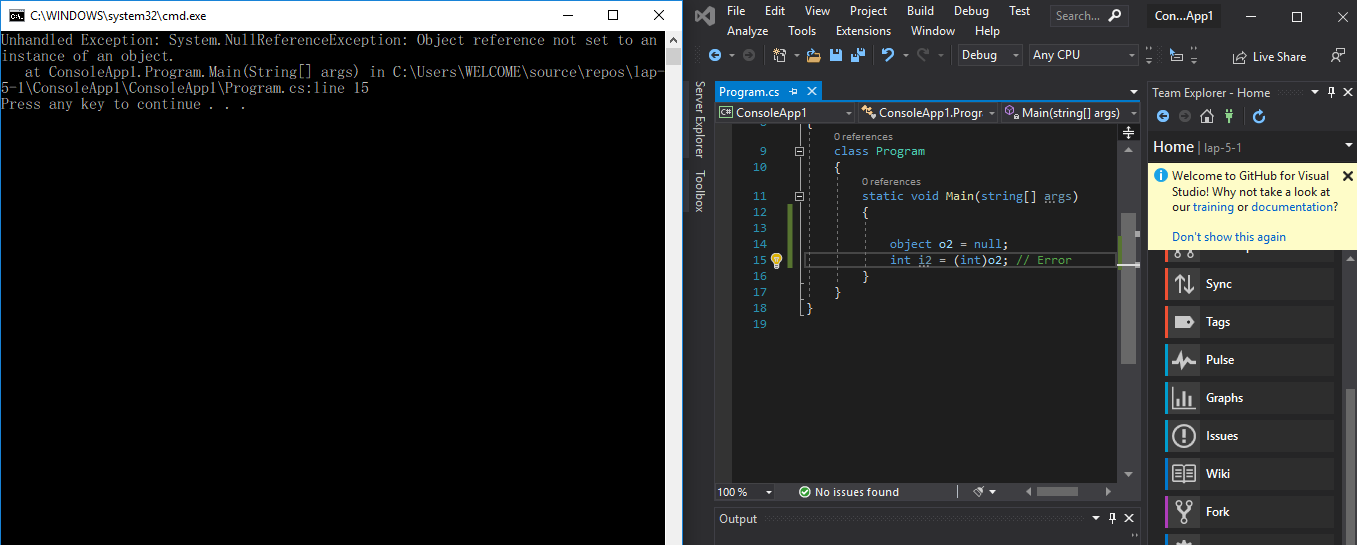 C:\WINDOWS\system32\cmd.exe
Unhandled Exception: System.NullReferenceException: Object reference not set to an
instance of an object.
   at ConsoleApp1.Program.Main(String[] args) in C:\Users\WELCOME\source\repos\lap-
5-1\ConsoleApp1\ConsoleApp1\Program.cs:line 15
Press any key to continue . . .
File Edit View Project Build Debug Test
Search...
Con...App1
Analyze Tools Extensions Window Help
Debug
Any CPU
Live Share
Server Explorer
Toolbox
Program.cs
ConsoleApp1
ConsoleApp1.Progr
Main(string[] args)
{
0 references
9 class Program
10 {
0 references
11 static void Main(string[] args)
12 {
13
14 object o2 = null;
15 int i2 = (int)o2; // Error
16 }
17 }
18 }
19
100 %
No issues found
Output
Team Explorer - Home
Home | lap-5-1
Welcome to GitHub for Visual
Studio! Why not take a look at
our training or documentation?
Don't show this again
Sync
Tags
Pulse
Graphs
Issues
Wiki
Fork